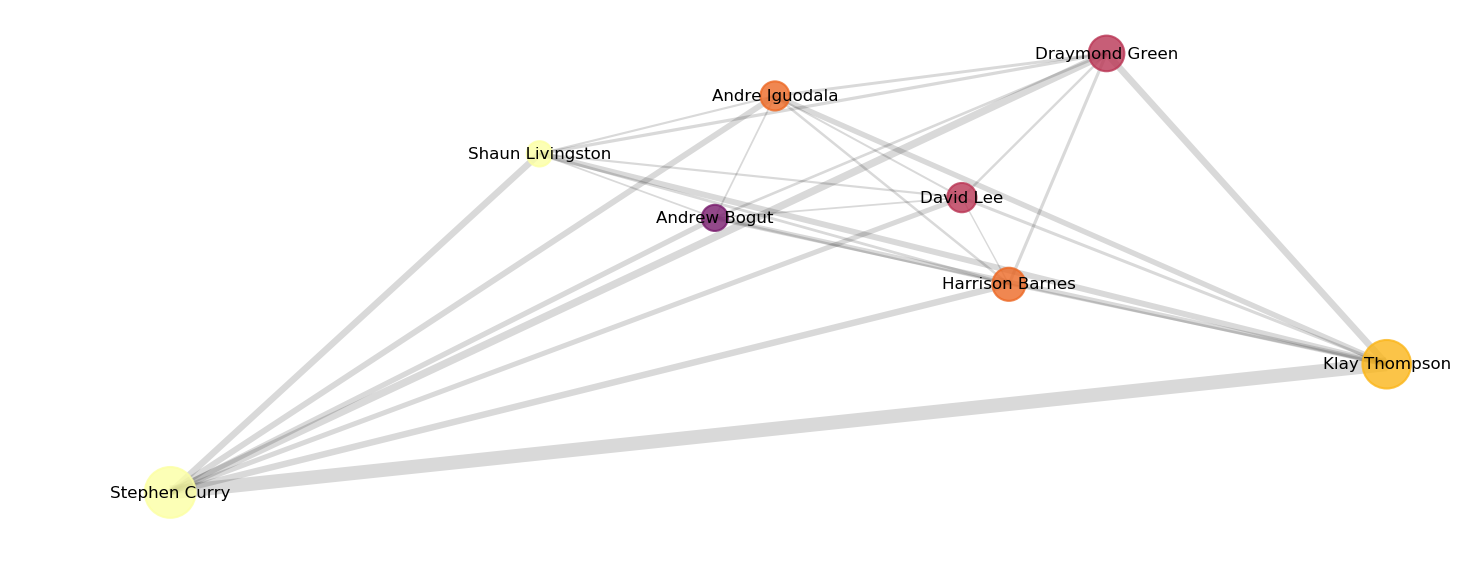 Draymond Green
Andre Iguodala
Shaun Livingston
David Lee
Andrew Bogut
Harrison Barnes
Klay Thompson
Stephen Curry